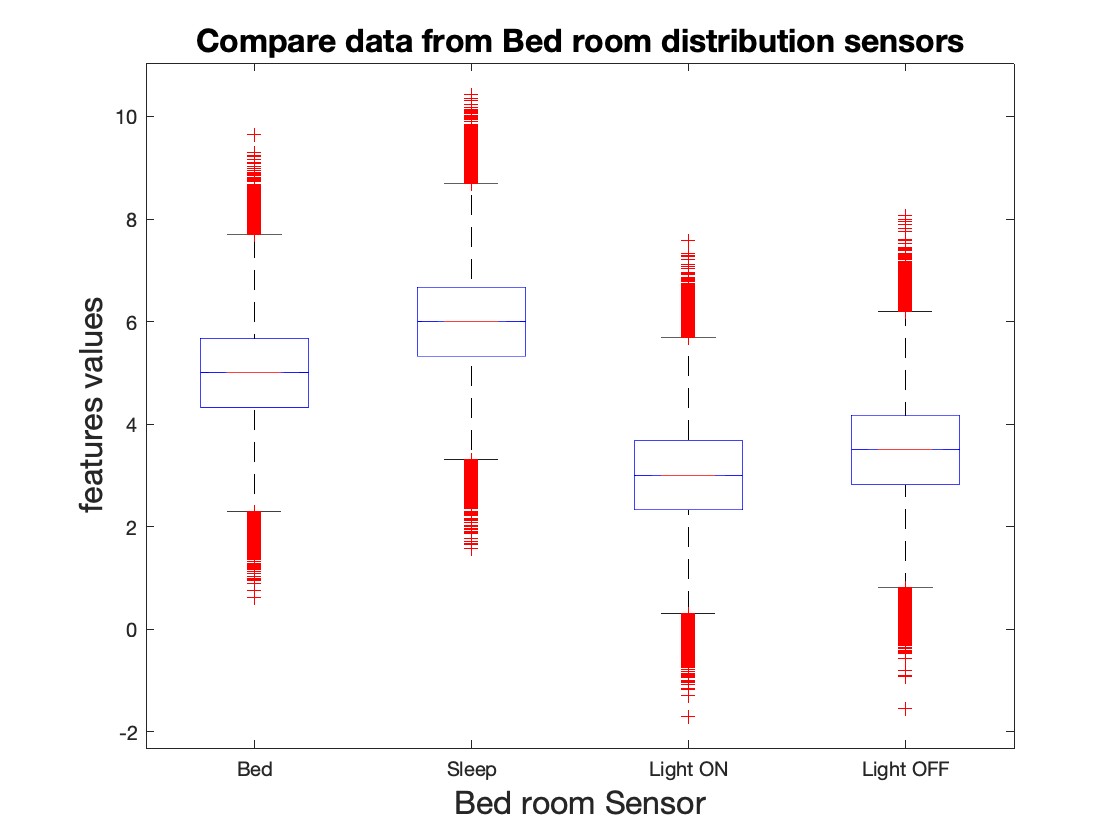 Compare data from Bed room distribution sensors
features values
10
8
6
4
2
0
-2
Bed Sleep Light ON Light OFF
Bed room Sensor